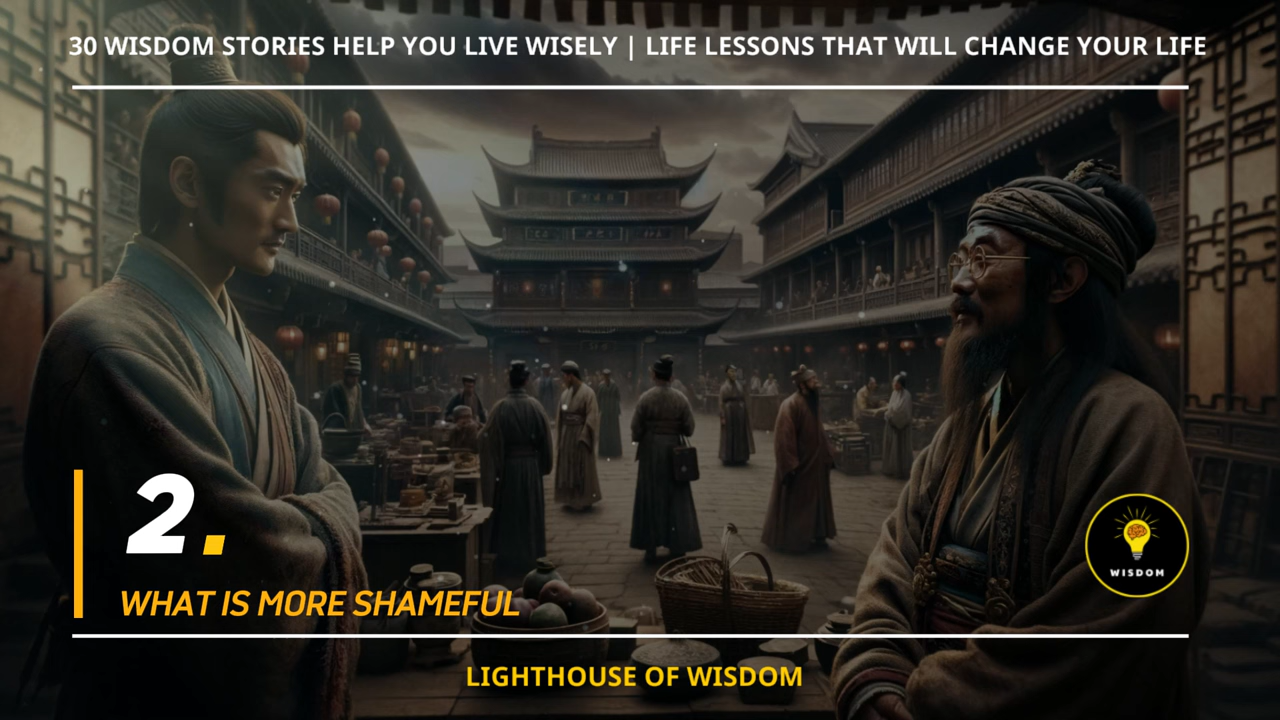 30 WISDOM STORIES HELP YOU LIVE WISELY | LIFE LESSONS THAT WILL CHANGE YOUR LIFE
2.
WHAT IS MORE SHAMEFUL
WISDOM
LIGHTHOUSE OF WISDOM